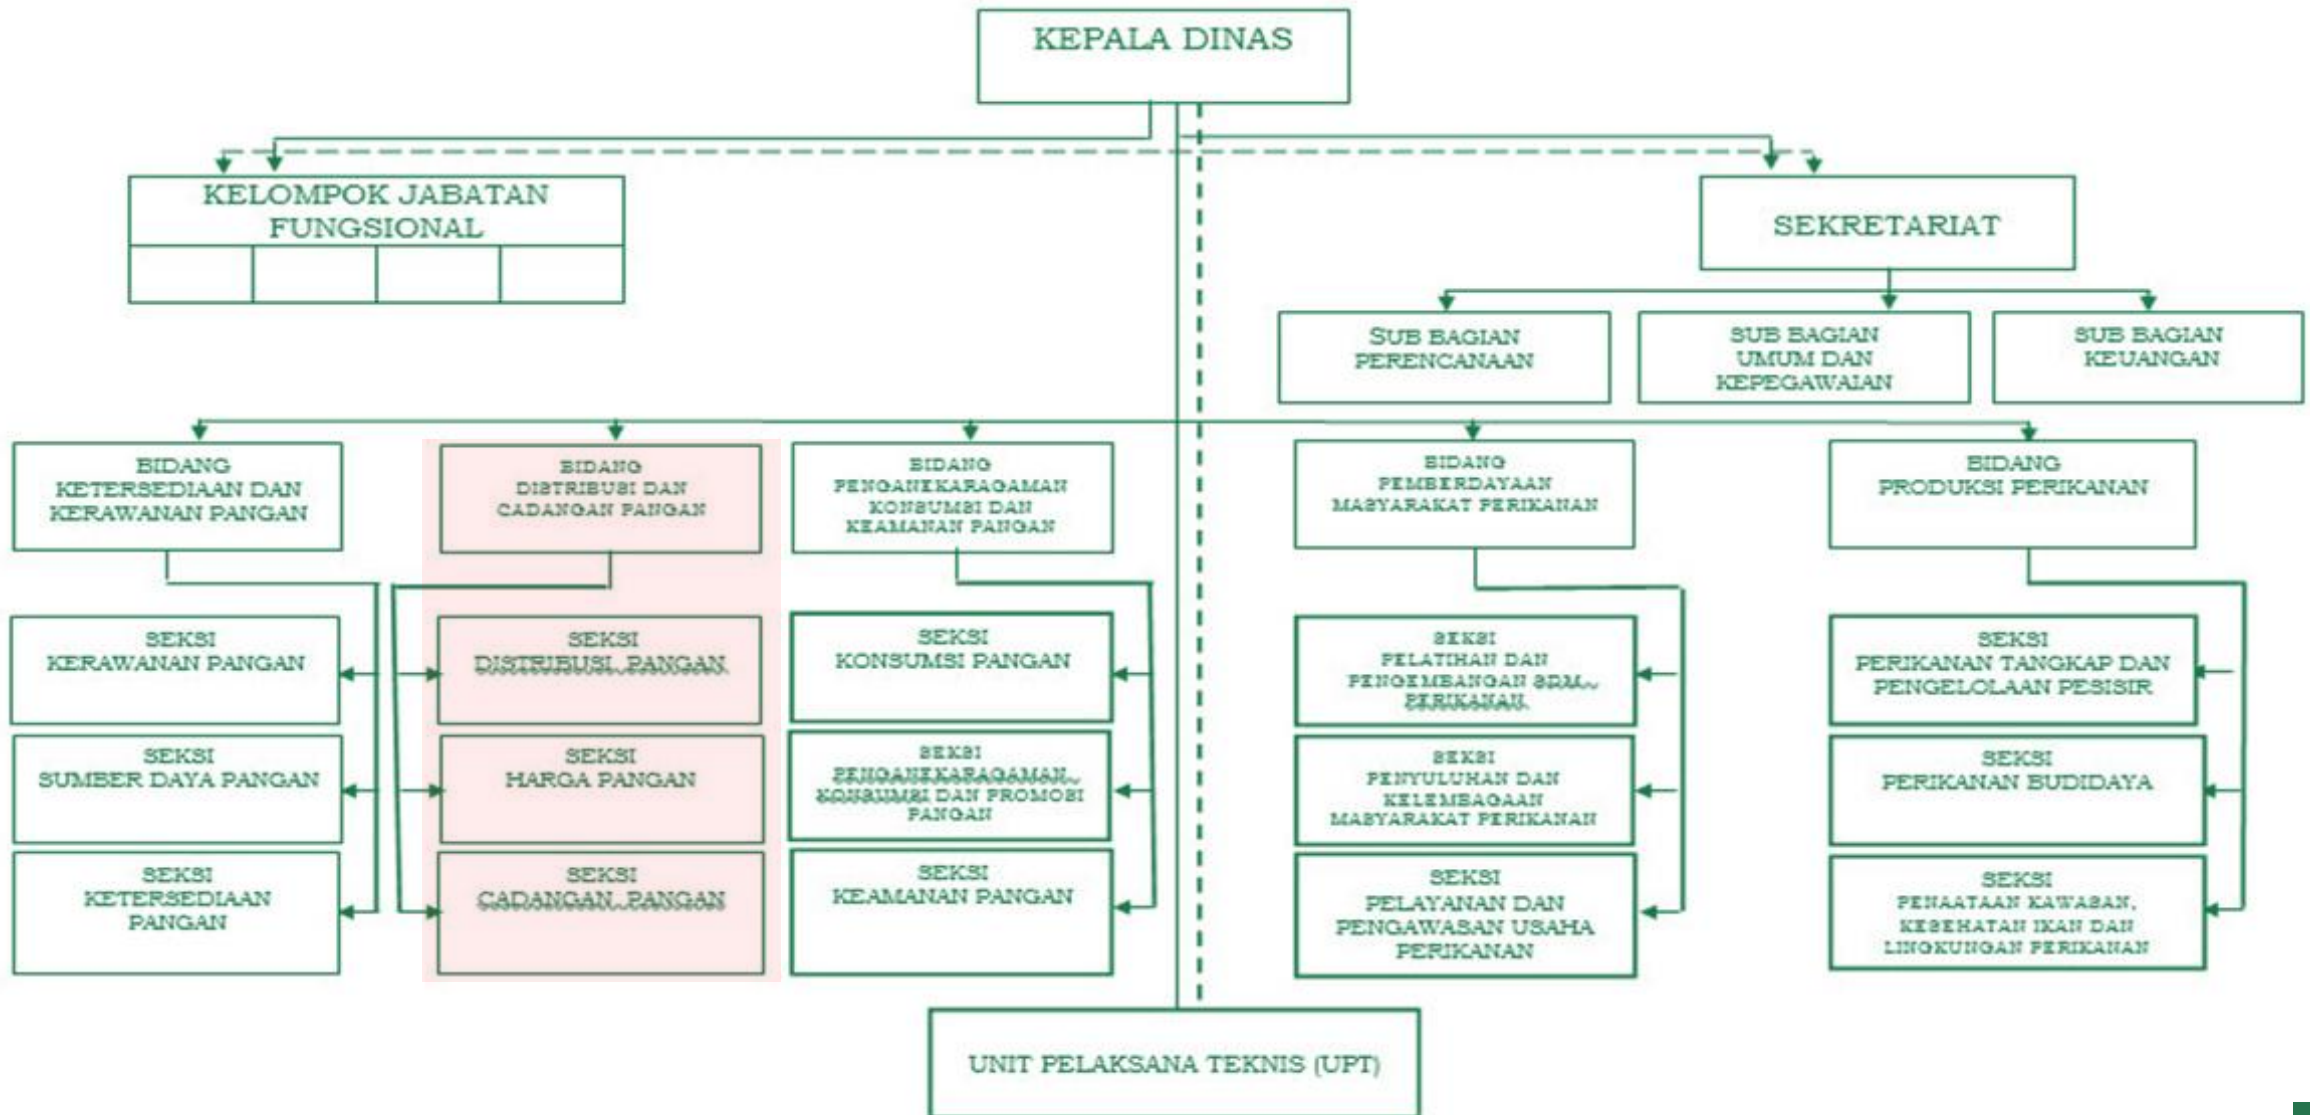 KEPALA DINAS
KELOMPOK JABATAN
FUNGSIONAL
SEKRETARIAT
SUB BAGIAN
PERENCANAAN
SUB BAGIAN
UMUM DAN
KEPEGAWAIAN
SUB BAGIAN
KEUANGAN
BIDANG
KETERSEDIAAN DAN
KERAWANAN PANGAN
BIDANG
DISTRIBUSI DAN
CADANGAN PANGAN
BIDANG
PENGANEKARAGAMAN
KONSUMSI DAN
KEAMANAN PANGAN
BIDANG
PEMBERDAYAAN
MASYARAKAT PERIKANAN
BIDANG
PRODUKSI PERIKANAN
SEKSI
KERAWANAN PANGAN
SEKSI
DISTRIBUSI PANGAN
SEKSI
KONSUMSI PANGAN
SEKSI
PELATIHAN DAN
PENGEMBANGAN SDM
PERIKANAN
SEKSI
PERIKANAN TANGKAP DAN
PENGELOLAAN PESISIR
SEKSI
SUMBER DAYA PANGAN
SEKSI
HARGA PANGAN
SEKSI
PENGANEKARAGAMAN
KONSUMSI DAN PROMOSI
PANGAN
SEKSI
PENYULUHAN DAN
KELEMBAGAAN
MASYARAKAT PERIKANAN
SEKSI
PERIKANAN BUDIDAYA
SEKSI
KETERSEDIAAN
PANGAN
SEKSI
CADANGAN PANGAN
SEKSI
KEAMANAN PANGAN
SEKSI
PELAYANAN DAN
PENGAWASAN USAHA
PERIKANAN
SEKSI
PENAATAAN KAWASAN,
KESEHATAN IKAN DAN
LINGKUNGAN PERIKANAN
UNIT PELAKSANA TEKNIS (UPT)